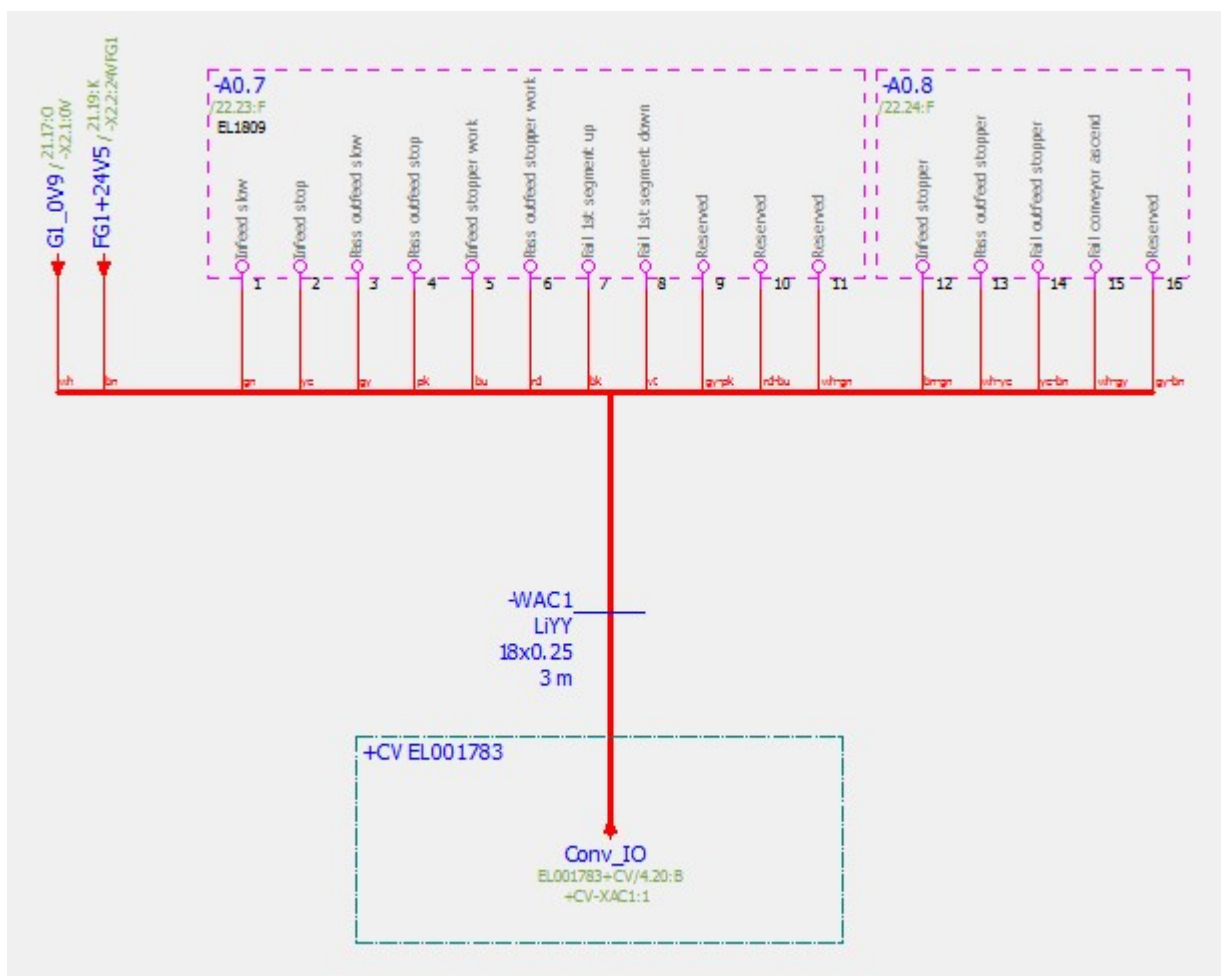 G1_0V9 / 21.17:O
-X2.1:0V
FG1+24V5 / 21.19:K
-X2.2:24VFG1
-A0.7
/22.23:F
EL1809
Infeed slow
Infeed stop
Pass outfeed slow
Pass outfeed stop
Infeed stopper work
Pass outfeed stopper work
Fail 1st segment up
Fail 1st segment down
Reserved
Reserved
Reserved
-A0.8
/22.24:F
Infeed stopper
Pass outfeed stopper
Fail outfeed stopper
Fail conveyor ascend
Reserved
1 2 3 4 5 6 7 8 9 10 11 12 13 14 15 16
wh bn gn ye gy pk bu rd bk vt gy-pk rd-bu wh-gn bn-gn wh-ye ye-bn wh-gy gy-bn
-WAC1
LiYY
18x0.25
3 m
+CV EL001783
Conv_IO
EL001783+CV/4.20:B
+CV-XAC1:1